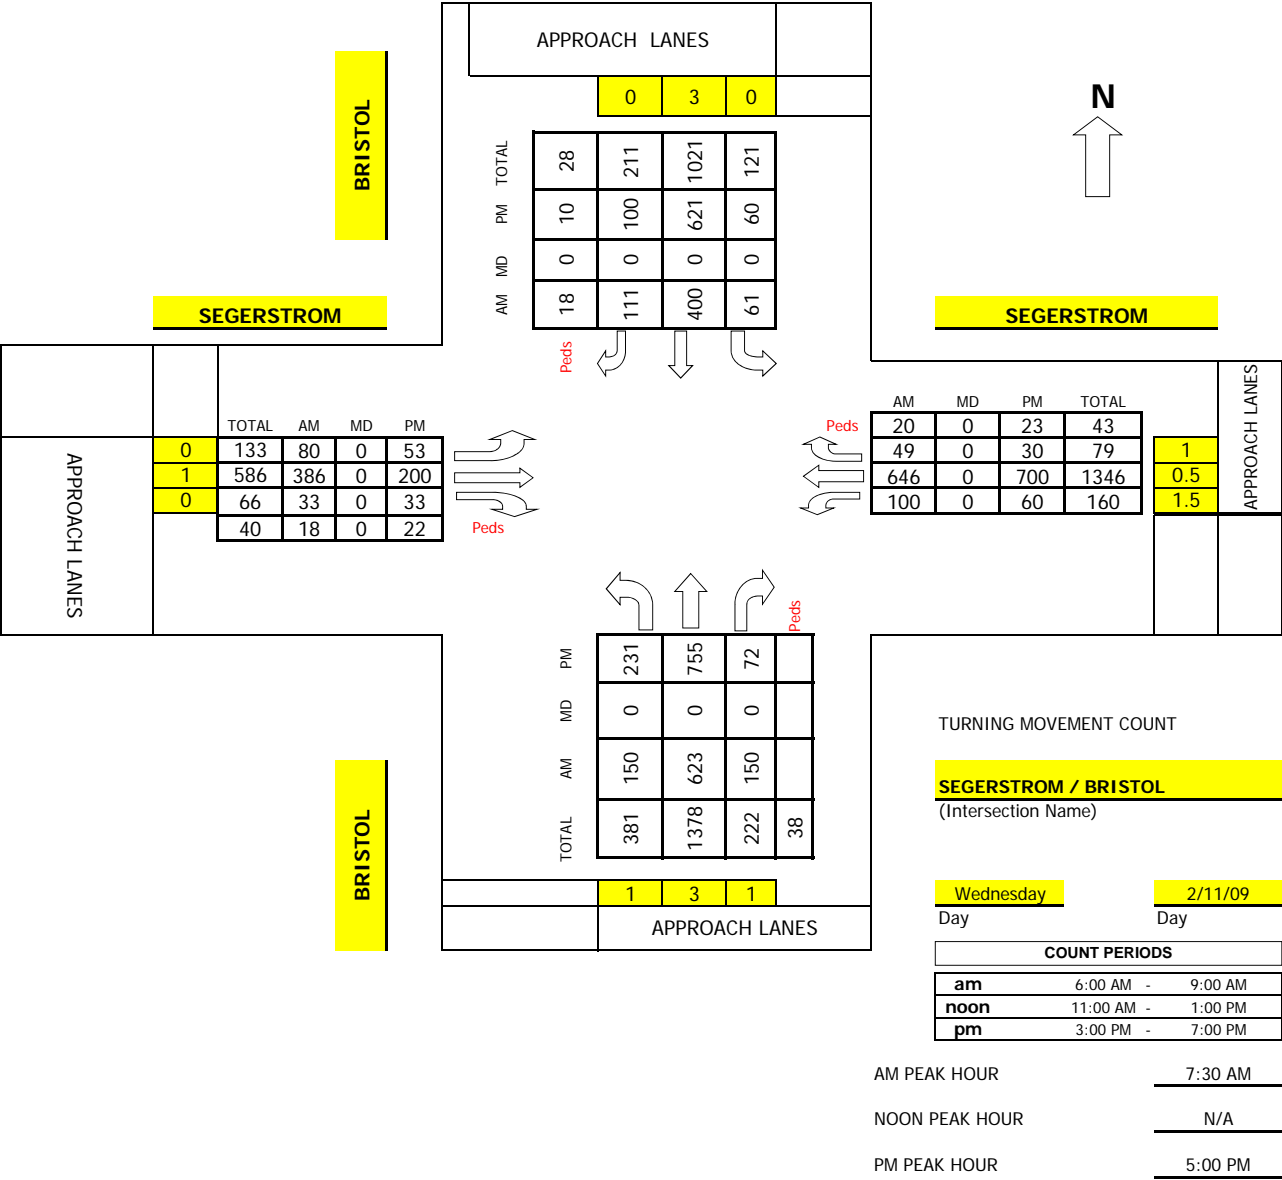 APPROACH LANES
0 3 0
BRISTOL
N
TOTAL 28 211 1021 121
PM 10 100 621 60
MD 0 0 0 0
AM 18 111 400 61
Peds
SEGERSTROM
SEGERSTROM
TOTAL AM MD PM
0 133 80 0 53
1 586 386 0 200
0 66 33 0 33
40 18 0 22
Peds
APPROACH LANES
AM MD PM TOTAL
Peds 20 0 23 43
49 0 30 79 1
646 0 700 1346 0.5
100 0 60 160 1.5
APPROACH LANES
Peds
PM 231 755 72
MD 0 0 0
AM 150 623 150
TOTAL 381 1378 222 38
1 3 1
APPROACH LANES
BRISTOL
TURNING MOVEMENT COUNT
SEGERSTROM / BRISTOL
(Intersection Name)
Wednesday 2/11/09
Day Day
COUNT PERIODS
am 6:00 AM - 9:00 AM
noon 11:00 AM - 1:00 PM
pm 3:00 PM - 7:00 PM
AM PEAK HOUR 7:30 AM
NOON PEAK HOUR N/A
PM PEAK HOUR 5:00 PM